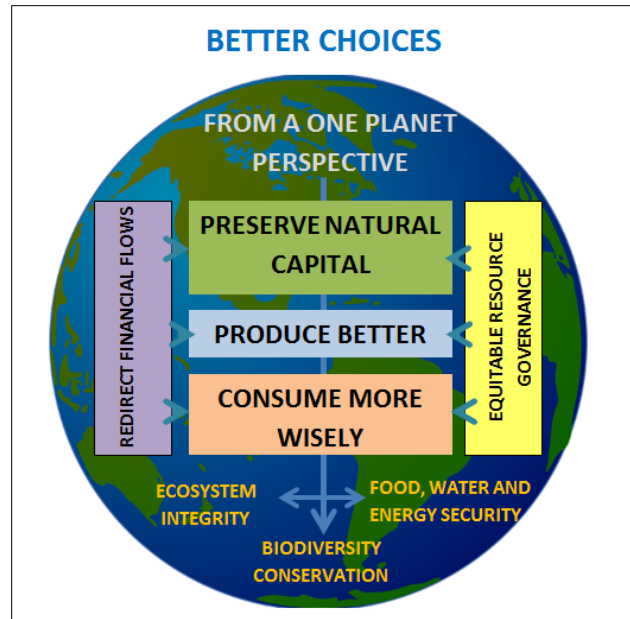 BETTER CHOICES
FROM A ONE PLANET
PERSPECTIVE
REDIRECT FINANCIAL FLOWS
PRESERVE NATURAL
CAPITAL
PRODUCE BETTER
CONSUME MORE
WISELY
EQUITABLE RESOURCE
GOVERNANCE
ECOSYSTEM
INTEGRITY
FOOD, WATER AND
ENERGY SECURITY
BIODIVERSITY
CONSERVATION